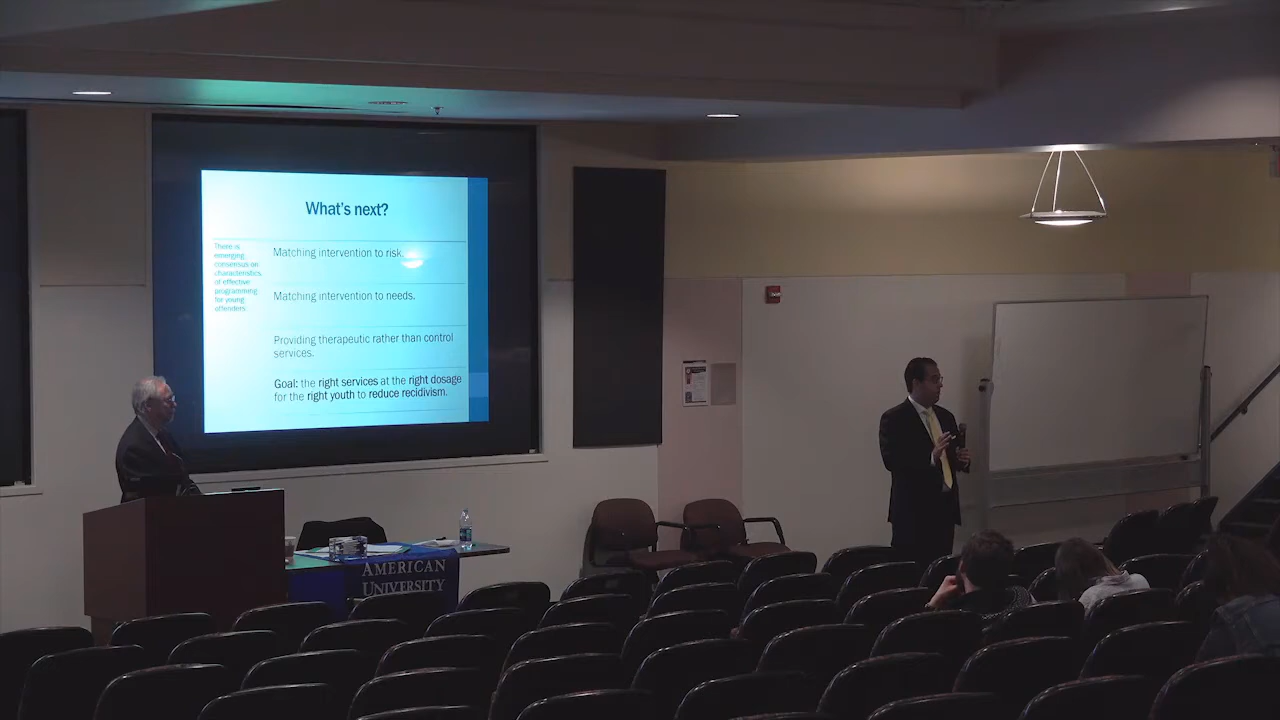 What's next?
There is
emerging
consensus on
characteristics
of effective
programming
for young
offenders.
Matching intervention to risk.
Matching intervention to needs.
Providing therapeutic rather than control
services.
Goal: the right services at the right dosage
for the right youth to reduce recidivism.
AMERICAN
UNIVERSITY